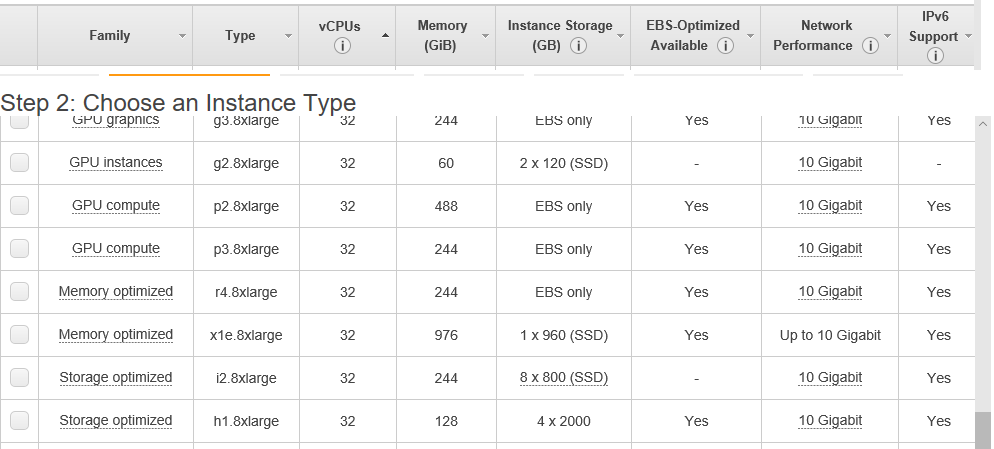 Family Type vCPUs i Memory (GiB) Instance Storage (GB) i EBS-Optimized Available i Network Performance i IPv6 Support i
Step 2: Choose an Instance Type
GPU graphics g3.8xlarge 32 244 EBS only Yes 10 Gigabit Yes
GPU instances g2.8xlarge 32 60 2 x 120 (SSD) - 10 Gigabit -
GPU compute p2.8xlarge 32 488 EBS only Yes 10 Gigabit Yes
GPU compute p3.8xlarge 32 244 EBS only Yes 10 Gigabit Yes
Memory optimized r4.8xlarge 32 244 EBS only Yes 10 Gigabit Yes
Memory optimized x1e.8xlarge 32 976 1 x 960 (SSD) Yes Up to 10 Gigabit Yes
Storage optimized i2.8xlarge 32 244 8 x 800 (SSD) - 10 Gigabit Yes
Storage optimized h1.8xlarge 32 128 4 x 2000 Yes 10 Gigabit Yes